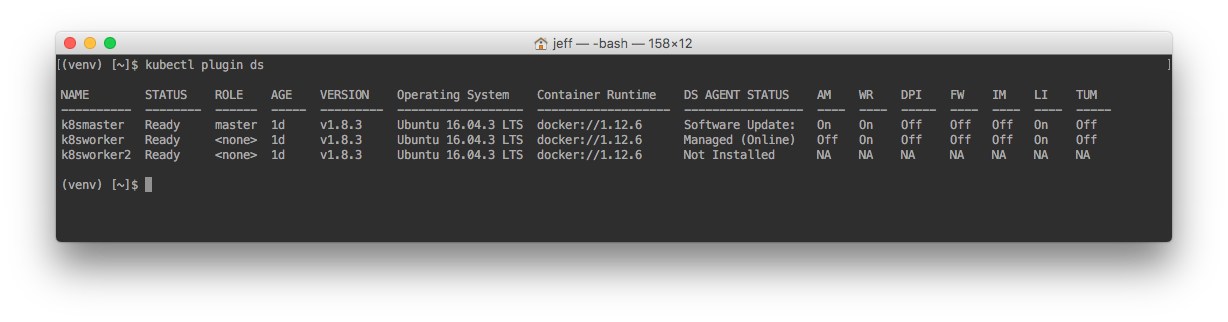 jeff — -bash — 158×12
[(venv) [~]$ kubectl plugin ds ]
NAME STATUS ROLE AGE VERSION Operating System Container Runtime DS AGENT STATUS AM WR DPI FW IM LI TUM
---------- ------ ------ ----- ------- ------------------ ------------------- ----------------- ---- ---- ----- ---- ---- ---- -----
k8smaster Ready master 1d v1.8.3 Ubuntu 16.04.3 LTS docker://1.12.6 Software Update: On On Off Off Off On Off
k8sworker Ready <none> 1d v1.8.3 Ubuntu 16.04.3 LTS docker://1.12.6 Managed (Online) Off On Off Off Off On Off
k8sworker2 Ready <none> 1d v1.8.3 Ubuntu 16.04.3 LTS docker://1.12.6 Not Installed NA NA NA NA NA NA NA
(venv) [~]$